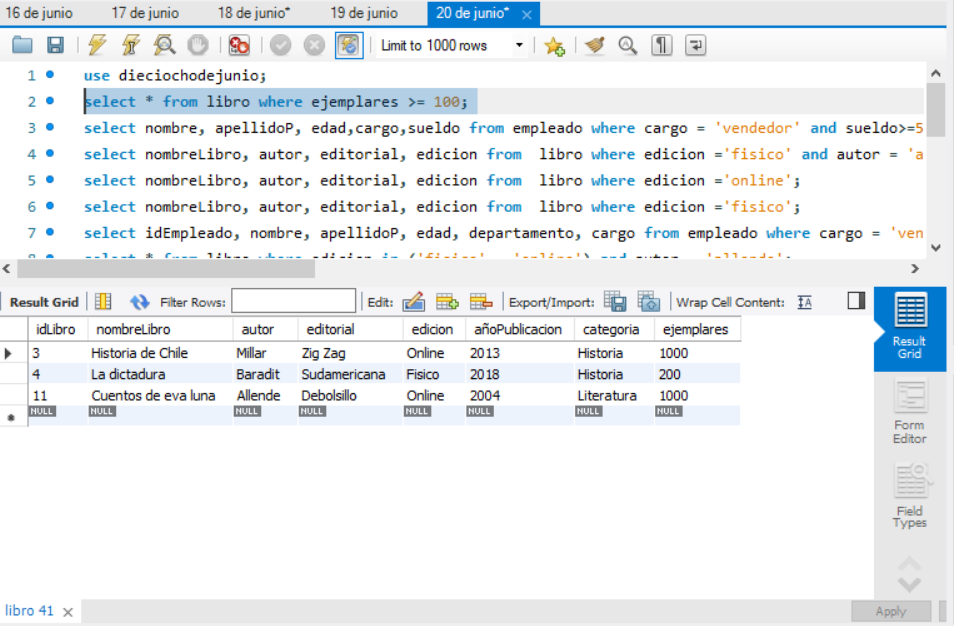 16 de junio 17 de junio 18 de junio* 19 de junio 20 de junio* ×
Limit to 1000 rows
1 use dieciochodejunio;
2 select * from libro where ejemplares >= 100;
3 select nombre, apellidoP, edad,cargo,sueldo from empleado where cargo = 'vendedor' and sueldo>=5
4 select nombreLibro, autor, editorial, edicion from  libro where edicion ='fisico' and autor = 'a
5 select nombreLibro, autor, editorial, edicion from  libro where edicion ='online';
6 select nombreLibro, autor, editorial, edicion from  libro where edicion ='fisico';
7 select idEmpleado, nombre, apellidoP, edad, departamento, cargo from empleado where cargo = 'ven
Result Grid Filter Rows: Edit: Export/Import: Wrap Cell Content: IA
idLibro nombreLibro autor editorial edicion añoPublicacion categoria ejemplares
3 Historia de Chile Millar Zig Zag Online 2013 Historia 1000
4 La dictadura Baradit Sudamericana Fisico 2018 Historia 200
11 Cuentos de eva luna Allende Debolsillo Online 2004 Literatura 1000
NULL NULL NULL NULL NULL NULL NULL NULL
Result
Grid
Form
Editor
Field
Types
libro 41 × Apply